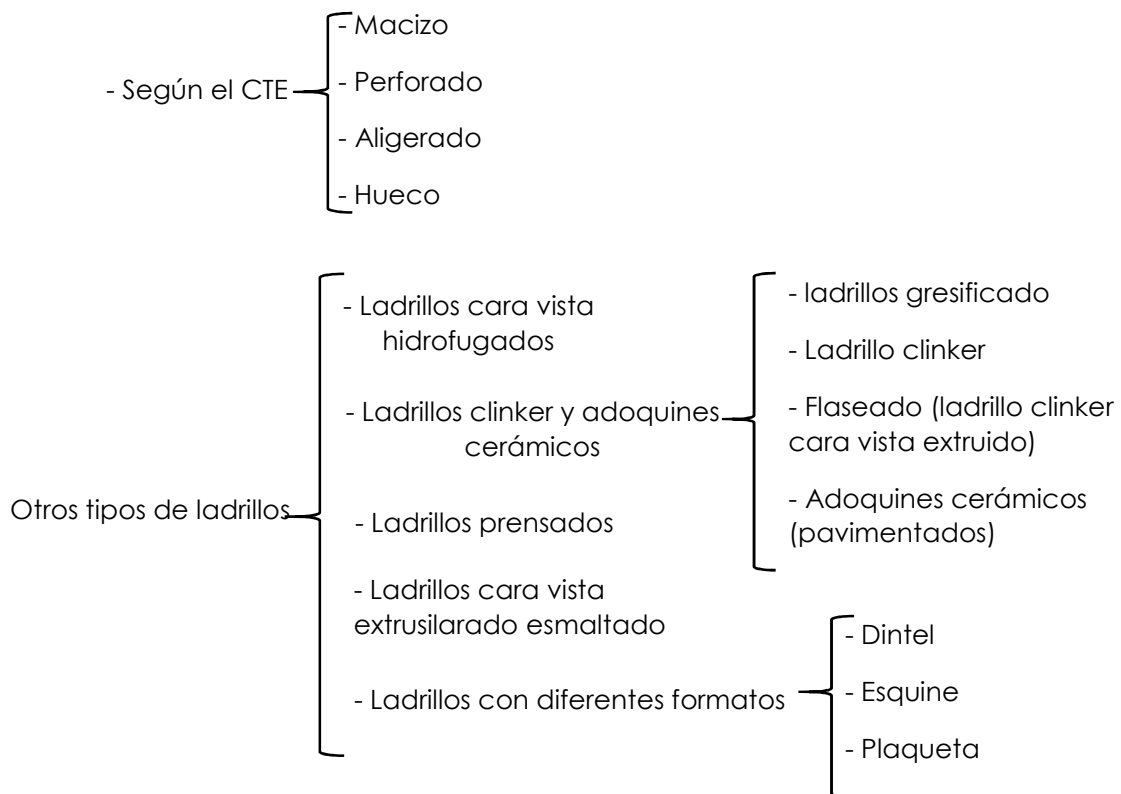 - Según el CTE
- Macizo
- Perforado
- Aligerado
- Hueco
Otros tipos de ladrillos
- Ladrillos cara vista
hidrofugados
- Ladrillos clinker y adoquines
cerámicos
- ladrillos gresificado
- Ladrillo clinker
- Flaseado (ladrillo clinker
cara vista extruido)
- Adoquines cerámicos
(pavimentados)
- Ladrillos prensados
- Ladrillos cara vista
extrusilarado esmaltado
- Ladrillos con diferentes formatos
- Dintel
- Esquine
- Plaqueta